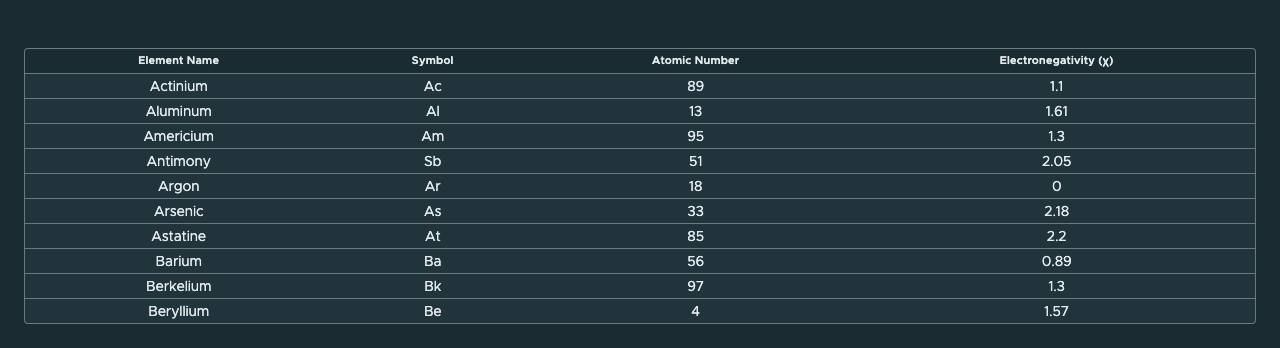 Element Name Symbol Atomic Number Electronegativity (χ)
Actinium Ac 89 1.1
Aluminum Al 13 1.61
Americium Am 95 1.3
Antimony Sb 51 2.05
Argon Ar 18 0
Arsenic As 33 2.18
Astatine At 85 2.2
Barium Ba 56 0.89
Berkelium Bk 97 1.3
Beryllium Be 4 1.57